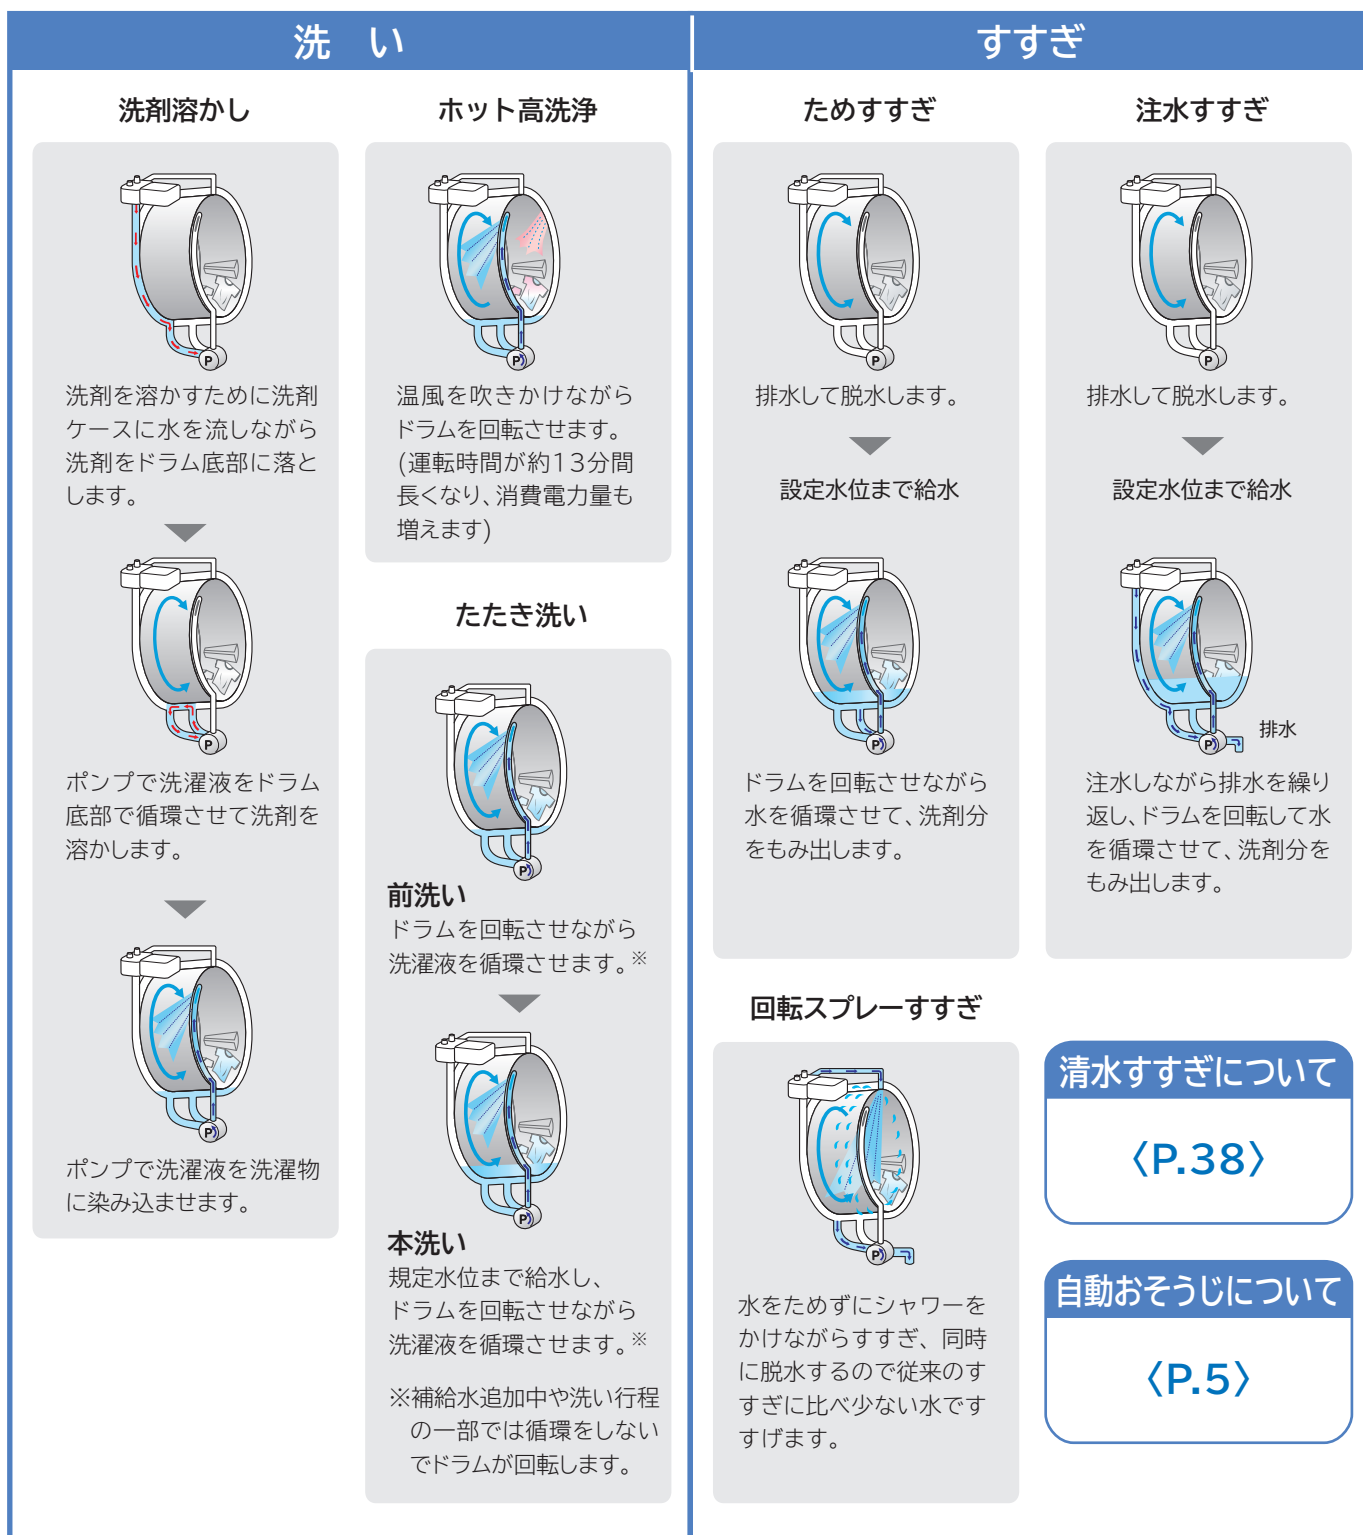 洗い
洗剤溶かし
洗剤を溶かすために洗剤
ケースに水を流しながら
洗剤をドラム底部に落と
します。
P
ポンプで洗濯液をドラム
底部で循環させて洗剤を
溶かします。
P
ポンプで洗濯液を洗濯物
に染み込ませます。
P
ホット高洗浄
P
温風を吹きかけながら
ドラムを回転させます。
(運転時間が約13分間
長くなり、消費電力量も
増えます)
たたき洗い
P
前洗い
ドラムを回転させながら
洗濯液を循環させます。※
P
本洗い
規定水位まで給水し、
ドラムを回転させながら
洗濯液を循環させます。※
※補給水追加中や洗い行程
の一部では循環をしない
でドラムが回転します。
すすぎ
ためすすぎ
P
排水して脱水します。
設定水位まで給水
P
ドラムを回転させながら
水を循環させて、洗剤分
をもみ出します。
注水すすぎ
P
排水して脱水します。
設定水位まで給水
排水
P
注水しながら排水を繰り
返し、ドラムを回転して水
を循環させて、洗剤分を
もみ出します。
回転スプレーすすぎ
P
水をためずにシャワーを
かけながらすすぎ、同時
に脱水するので従来のす
すぎに比べ少ない水です
すげます。
清水すすぎについて
〈P.38〉
自動おそうじについて
〈P.5〉